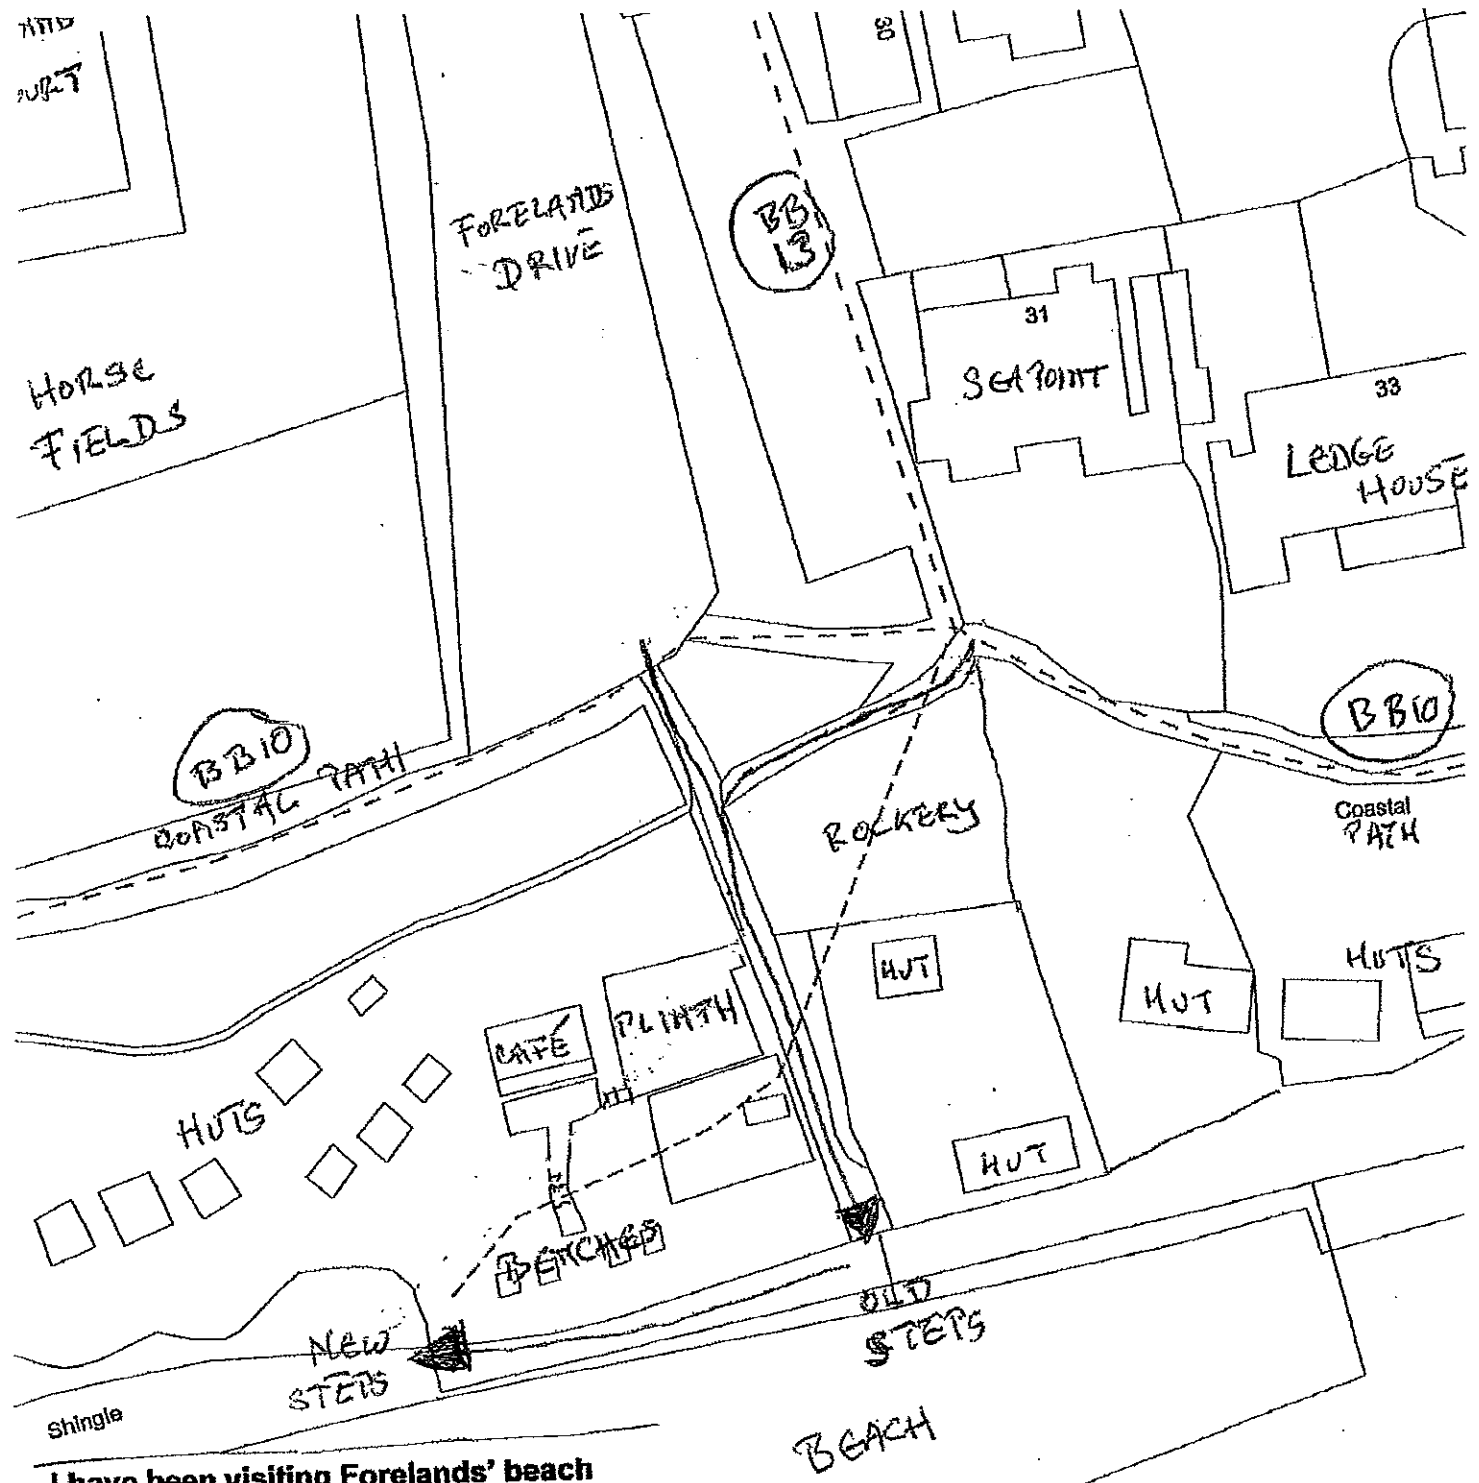 30
FORELANDS
DRIVE
BB
13
31
SEAPOINT
33
LEDGE
HOUSE
HORSE
FIELDS
BB10
COASTAL PATH
BB10
Coastal
PATH
ROCKERY
HUT
HUT
HUTS
CAFÉ
PLINTH
HUTS
HUT
BENCHES
OLD
STEPS
NEW
STEPS
Shingle
BEACH
I have been visiting Forelands' beach